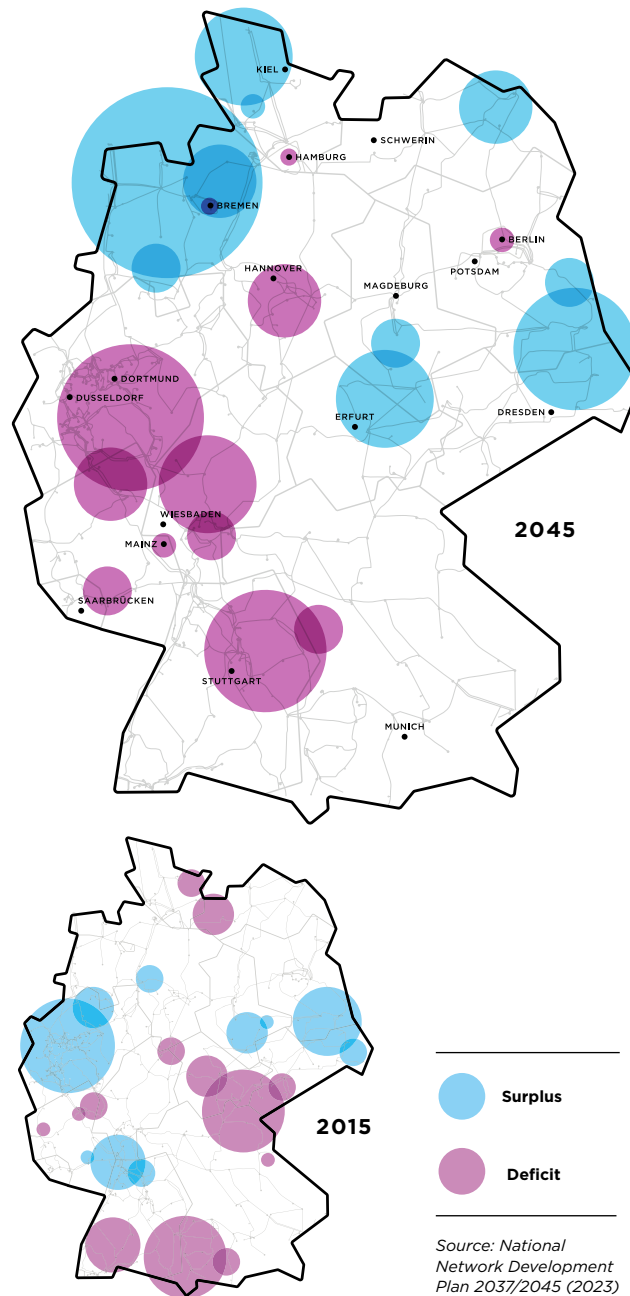 KIEL
SCHWERIN
HAMBURG
BREMEN
BERLIN
HANNOVER
POTSDAM
MAGDEBURG
DORTMUND
DUSSELDORF
DRESDEN
ERFURT
WIESBADEN
2045
MAINZ
SAARBRÜCKEN
STUTTGART
MUNICH
2015
Surplus
Deficit
Source: National
Network Development
Plan 2037/2045 (2023)